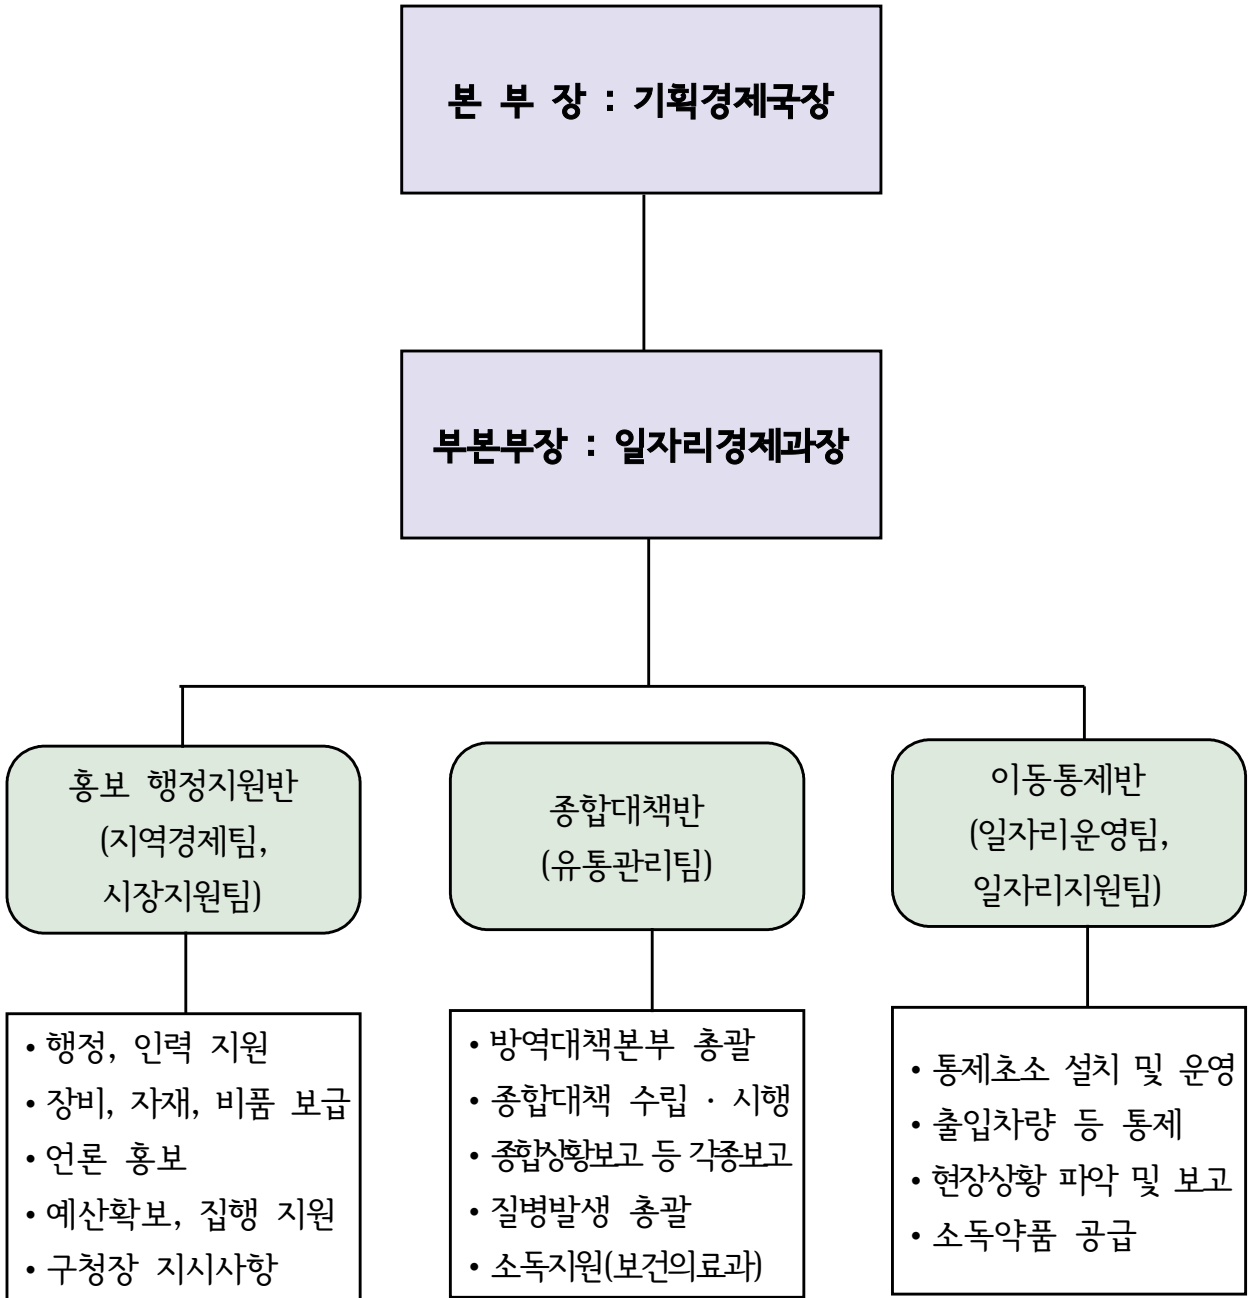 본 부 장 : 기획경제국장
부본부장 : 일자리경제과장
홍보 행정지원반
(지역경제팀,
시장지원팀)
종합대책반
(유통관리팀)
이동통제반
(일자리운영팀,
일자리지원팀)
• 행정, 인력 지원
• 장비, 자재, 비품 보급
• 언론 홍보
• 예산확보, 집행 지원
• 구청장 지시사항
• 방역대책본부 총괄
• 종합대책 수립 · 시행
• 종합상황보고 등 각종보고
• 질병발생 총괄
• 소독지원(보건의료과)
• 통제초소 설치 및 운영
• 출입차량 등 통제
• 현장상황 파악 및 보고
• 소독약품 공급